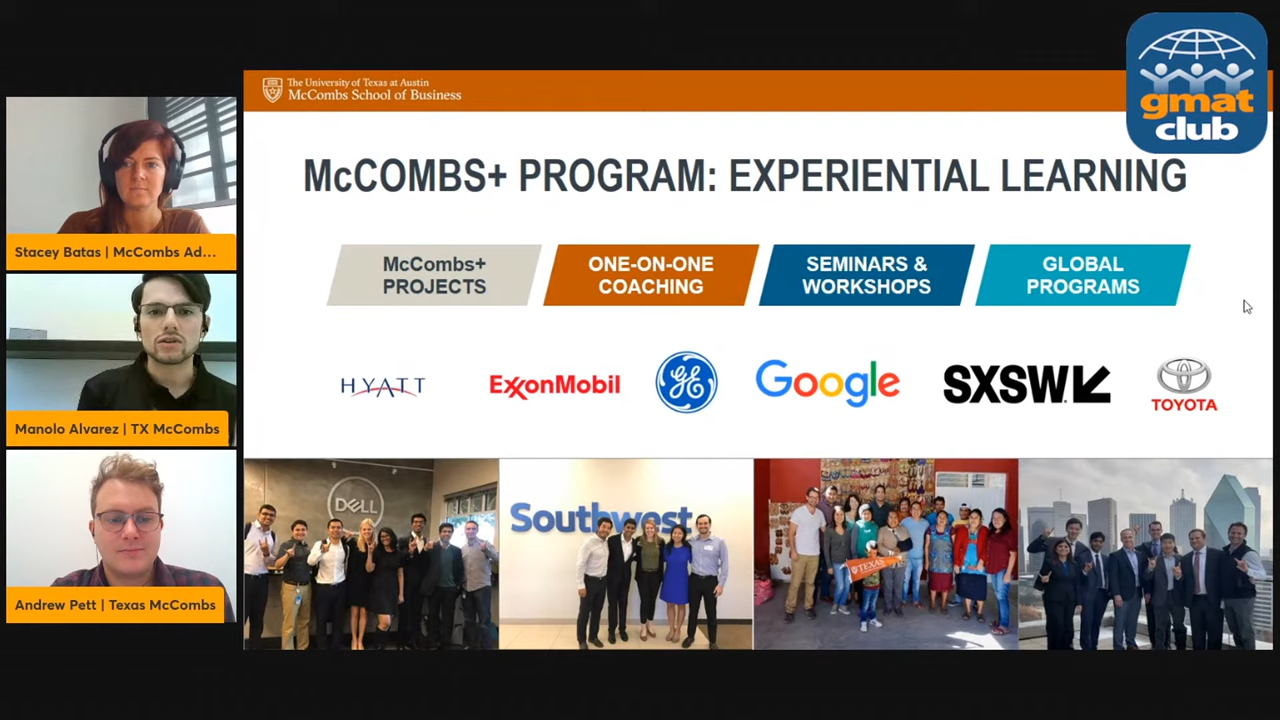 gmat
club
The University of Texas at Austin
McCombs School of Business
McCOMBS+ PROGRAM: EXPERIENTIAL LEARNING
McCombs+
PROJECTS
ONE-ON-ONE
COACHING
SEMINARS &
WORKSHOPS
GLOBAL
PROGRAMS
HYATT
ExxonMobil
GE
Google
SXSW
TOYOTA
DELL
Southwest
TEXAS
Stacey Batas | McCombs Ad...
Manolo Alvarez | TX McCombs
Andrew Pett | Texas McCombs